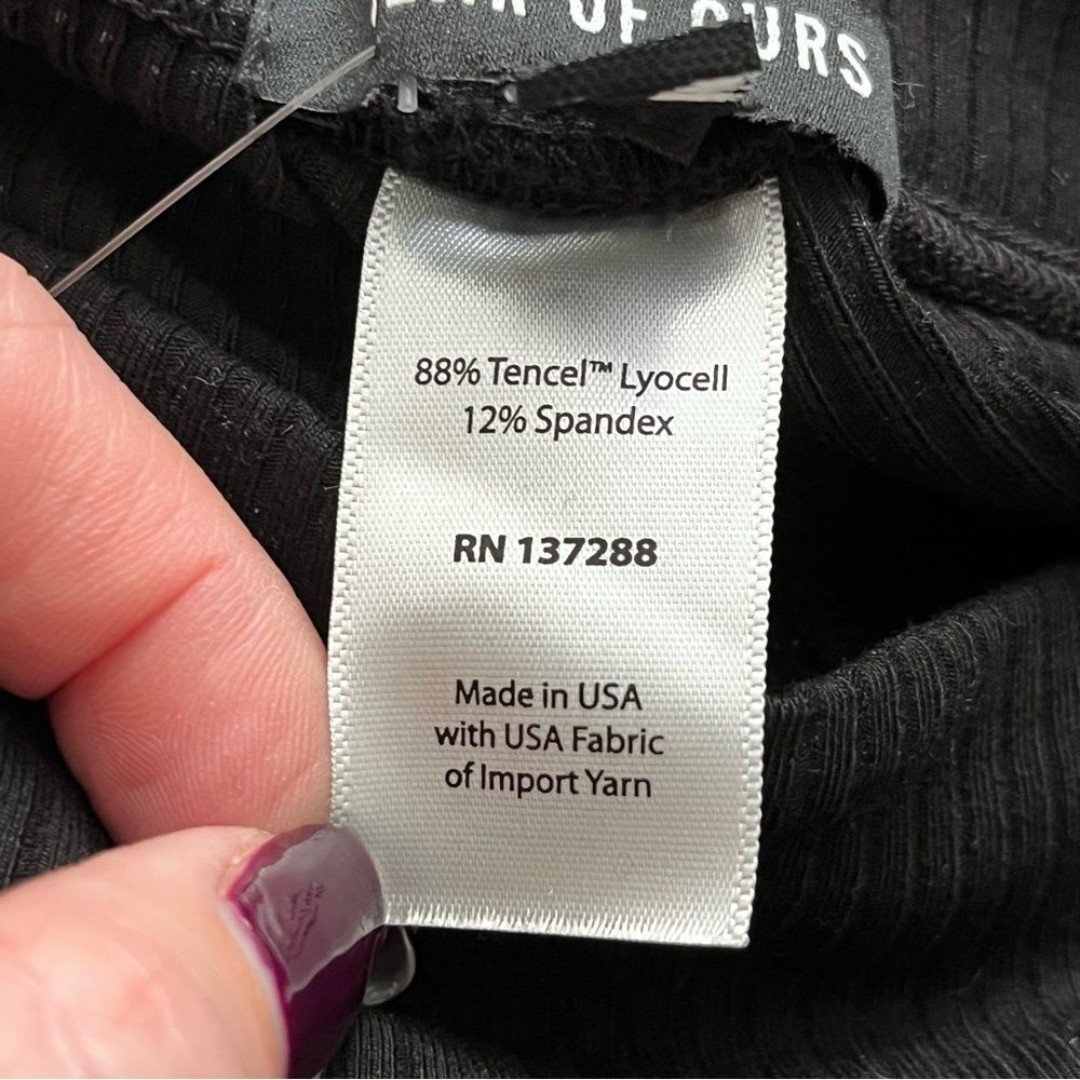 OF OURS
88% Tencel™ Lyocell
12% Spandex
RN 137288
Made in USA
with USA Fabric
of Import Yarn